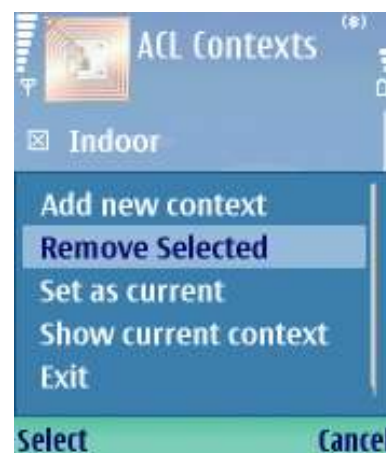 ACL Contexts
Indoor
Add new context
Remove Selected
Set as current
Show current context
Exit
Select Cancel